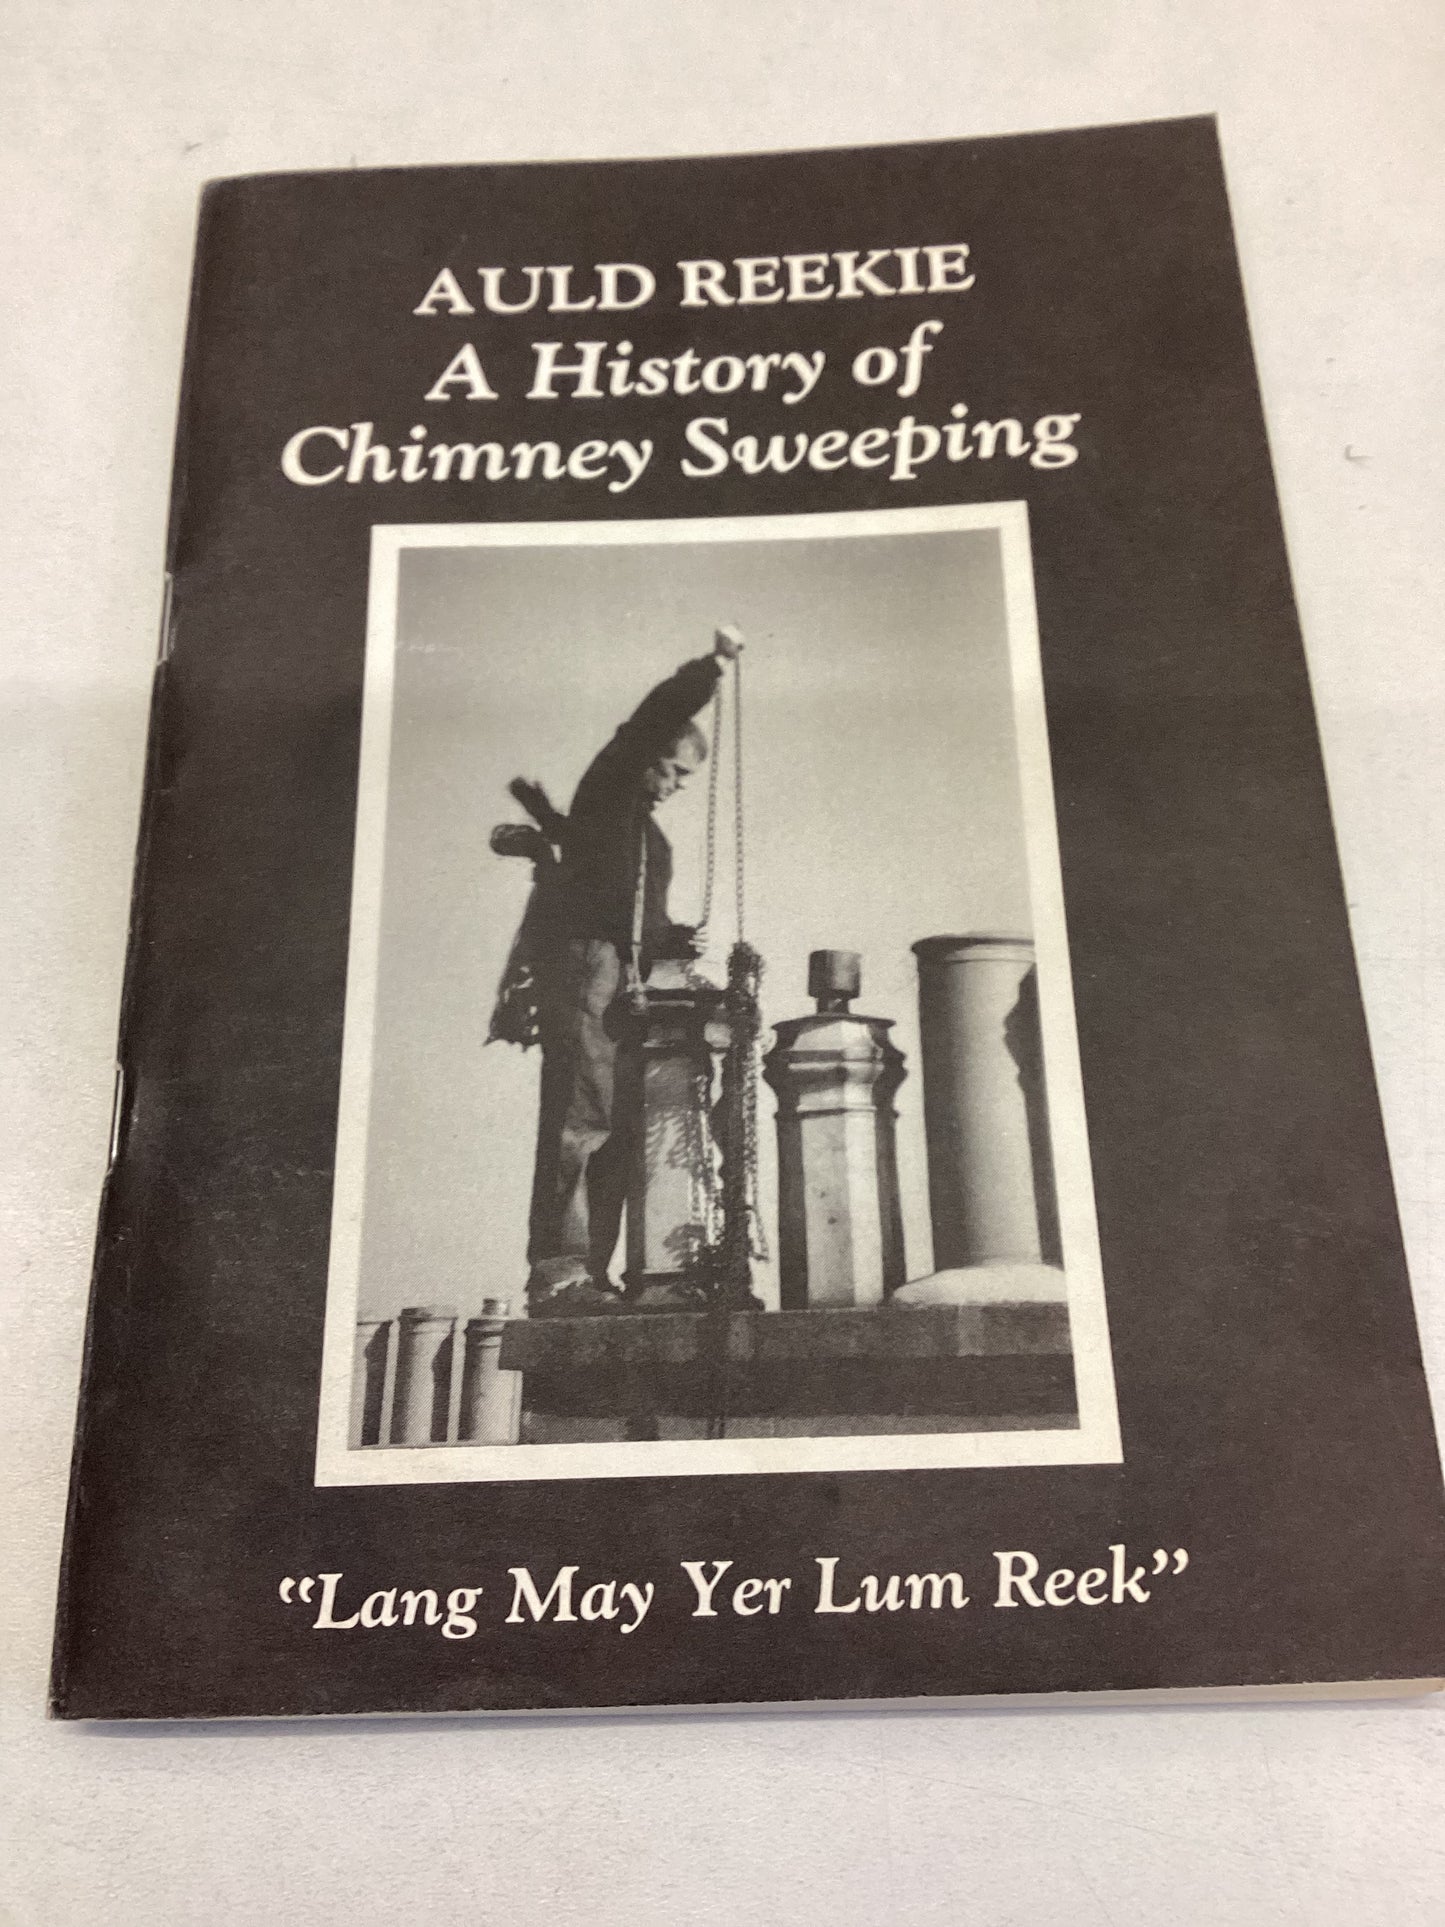 AULD REEKIE
A History of
Chimney Sweeping
“Lang May Yer Lum Reek”